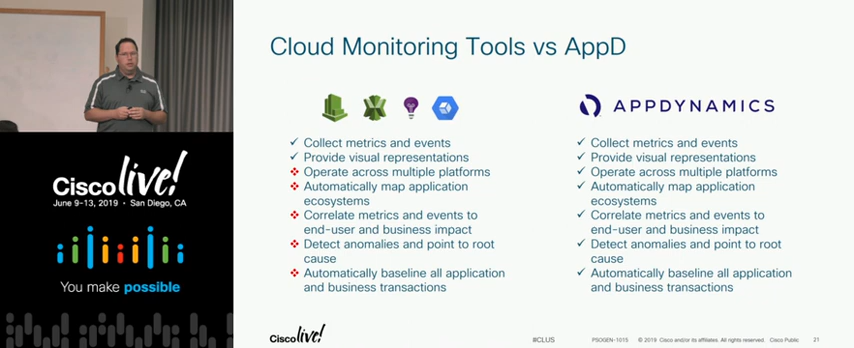 Cisco live!
June 9-13, 2019 • San Diego, CA
You make possible
Cloud Monitoring Tools vs AppD
✓ Collect metrics and events
✓ Provide visual representations
❖ Operate across multiple platforms
❖ Automatically map application
ecosystems
❖ Correlate metrics and events to
end-user and business impact
❖ Detect anomalies and point to root
cause
❖ Automatically baseline all application
and business transactions
APPDYNAMICS
✓ Collect metrics and events
✓ Provide visual representations
✓ Operate across multiple platforms
✓ Automatically map application
ecosystems
✓ Correlate metrics and events to
end-user and business impact
✓ Detect anomalies and point to root
cause
✓ Automatically baseline all application
and business transactions
Cisco live!
#CLUS
PSOGEN-1015
© 2019 Cisco and/or its affiliates. All rights reserved. Cisco Public
21